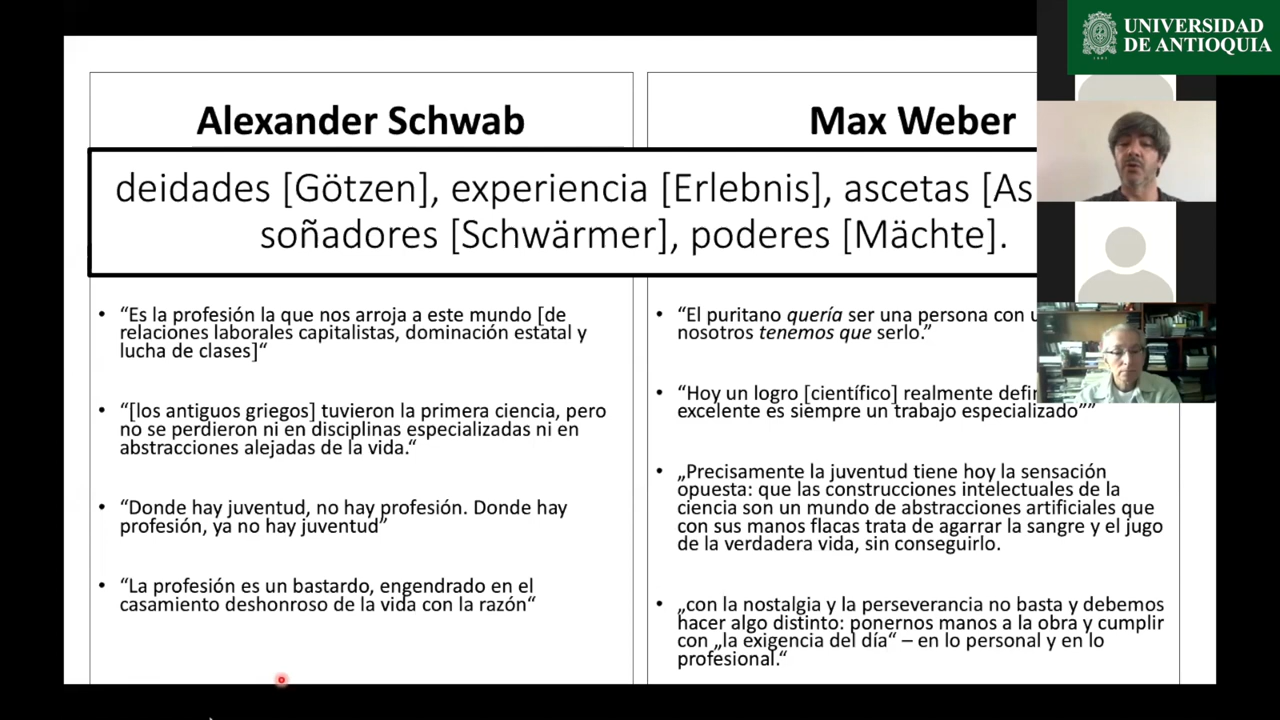 UNIVERSIDAD
DE ANTIOQUIA
Alexander Schwab
Max Weber
deidades [Götzen], experiencia [Erlebnis], ascetas [As
soñadores [Schwärmer], poderes [Mächte].
• “Es la profesión la que nos arroja a este mundo [de
relaciones laborales capitalistas, dominación estatal y
lucha de clases]“
• “[los antiguos griegos] tuvieron la primera ciencia, pero
no se perdieron ni en disciplinas especializadas ni en
abstracciones alejadas de la vida.“
• “Donde hay juventud, no hay profesión. Donde hay
profesión, ya no hay juventud”
• “La profesión es un bastardo, engendrado en el
casamiento deshonroso de la vida con la razón“
• “El puritano quería ser una persona con
nosotros tenemos que serlo.”
• “Hoy un logro [científico] realmente
excelente es siempre un trabajo especializado””
• „Precisamente la juventud tiene hoy la sensación
opuesta: que las construcciones intelectuales de la
ciencia son un mundo de abstracciones artificiales que
con sus manos flacas trata de agarrar la sangre y el jugo
de la verdadera vida, sin conseguirlo.
• „con la nostalgia y la perseverancia no basta y debemos
hacer algo distinto: ponernos manos a la obra y cumplir
con „la exigencia del día“ – en lo personal y en lo
profesional.“